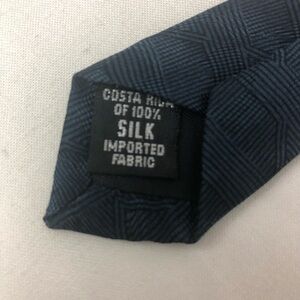 COSTA RICA
OF 100%
SILK
IMPORTED
FABRIC